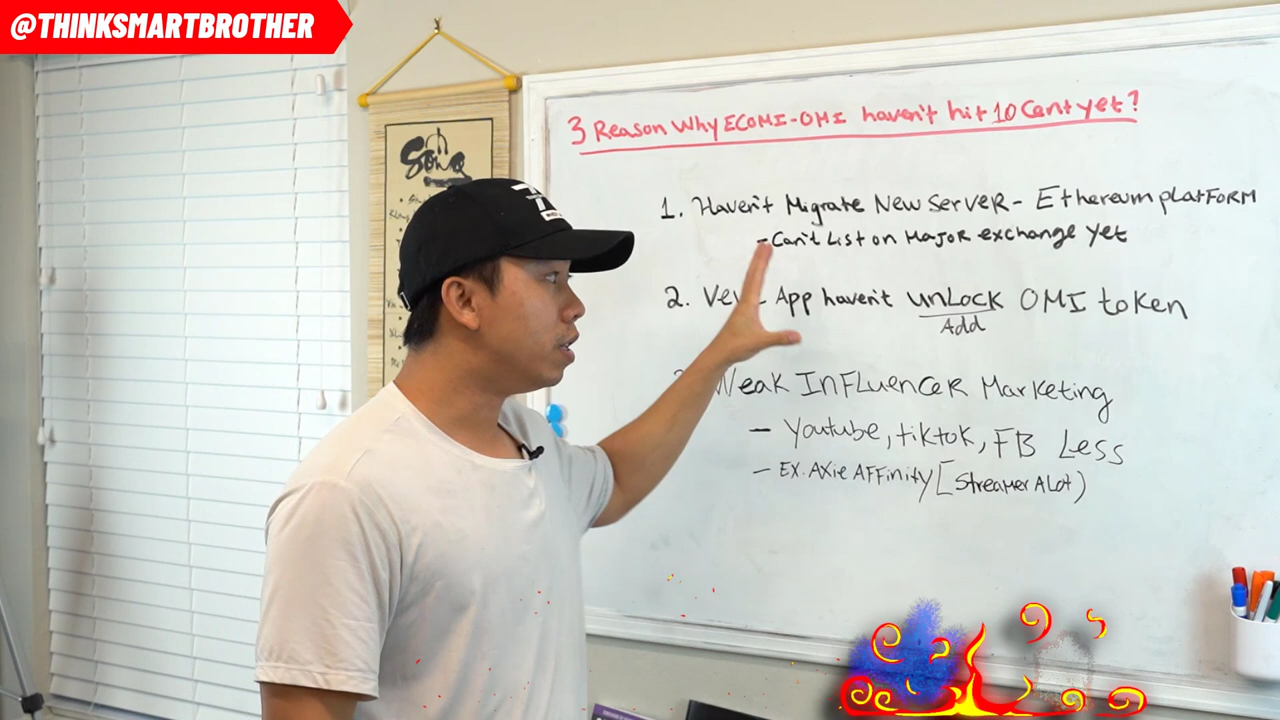 @THINKSMARTBROTHER
3 Reason Why ECOMI-OMI haven't hit 10 Cant yet?
1. Haven't Migrate New Server - Ethereum platform
- Can't List on Major exchange yet
2. App haven't unlock OMI token
Add
Weak Influencer Marketing
- Youtube, tiktok, FB Less
- Ex. Axie Affinity [Streamer A Lot)